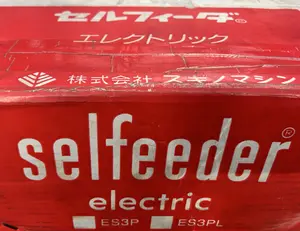 セルフィーダ®
エレクトリック
株式会社 スギノマシン
selfeeder®
electric
ES3P ES3PL